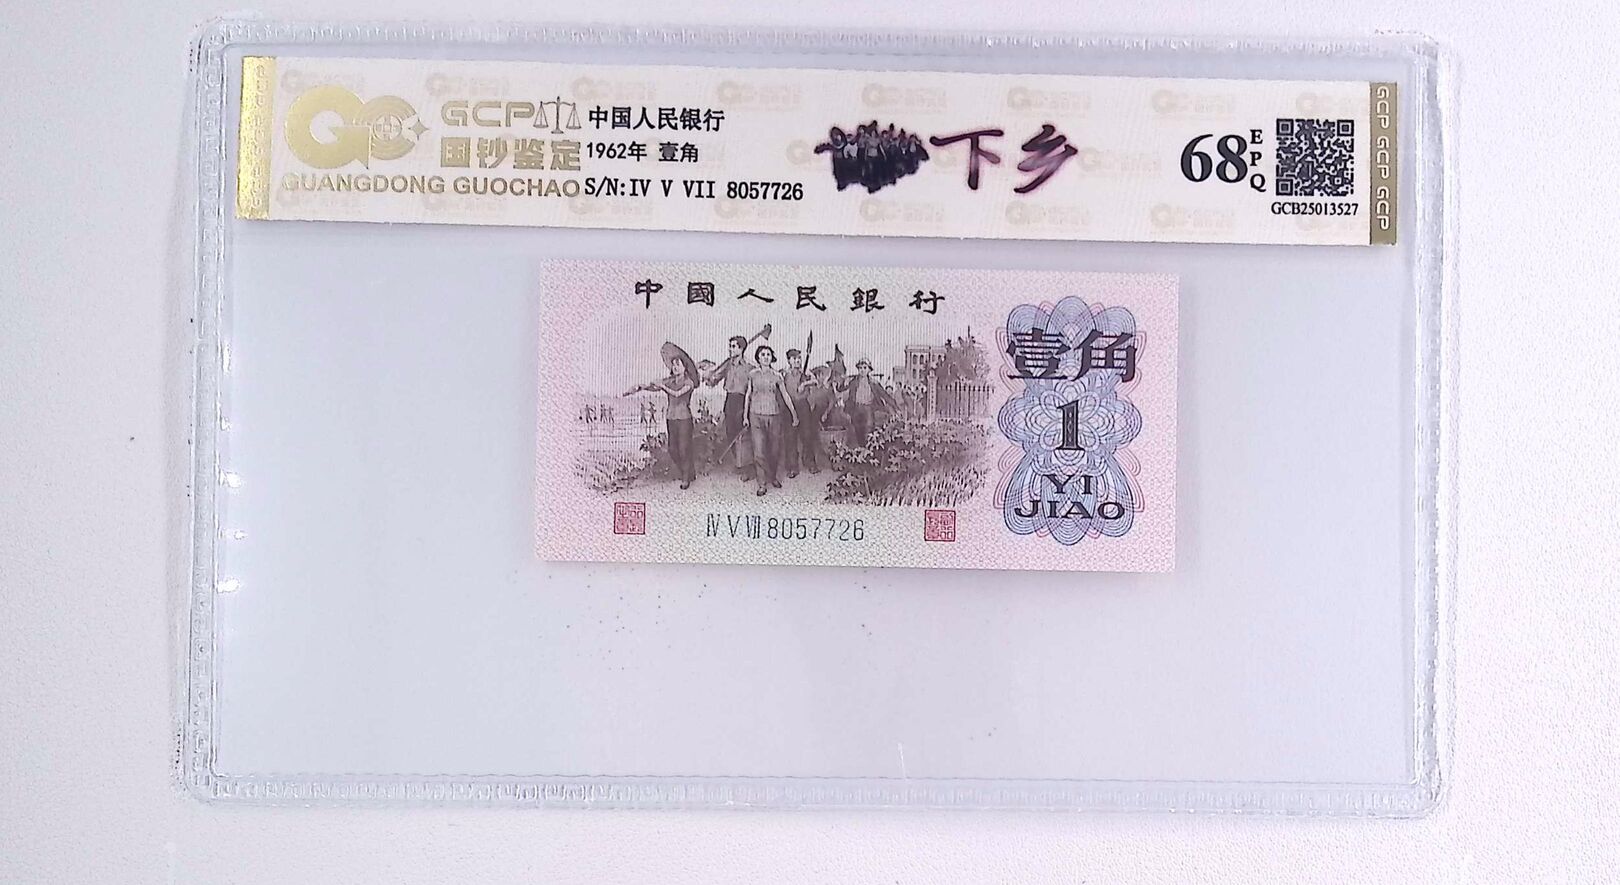 GCP
国钞鉴定
GUANGDONG GUOCHAO
中国人民银行
1962年 壹角
S/N:IV V VII 8057726
下乡
68
EPQ
GCB25013527
GCP GCP GCP
中國人民銀行
壹角
1
YI
JIAO
Ⅳ Ⅴ Ⅶ 8057726